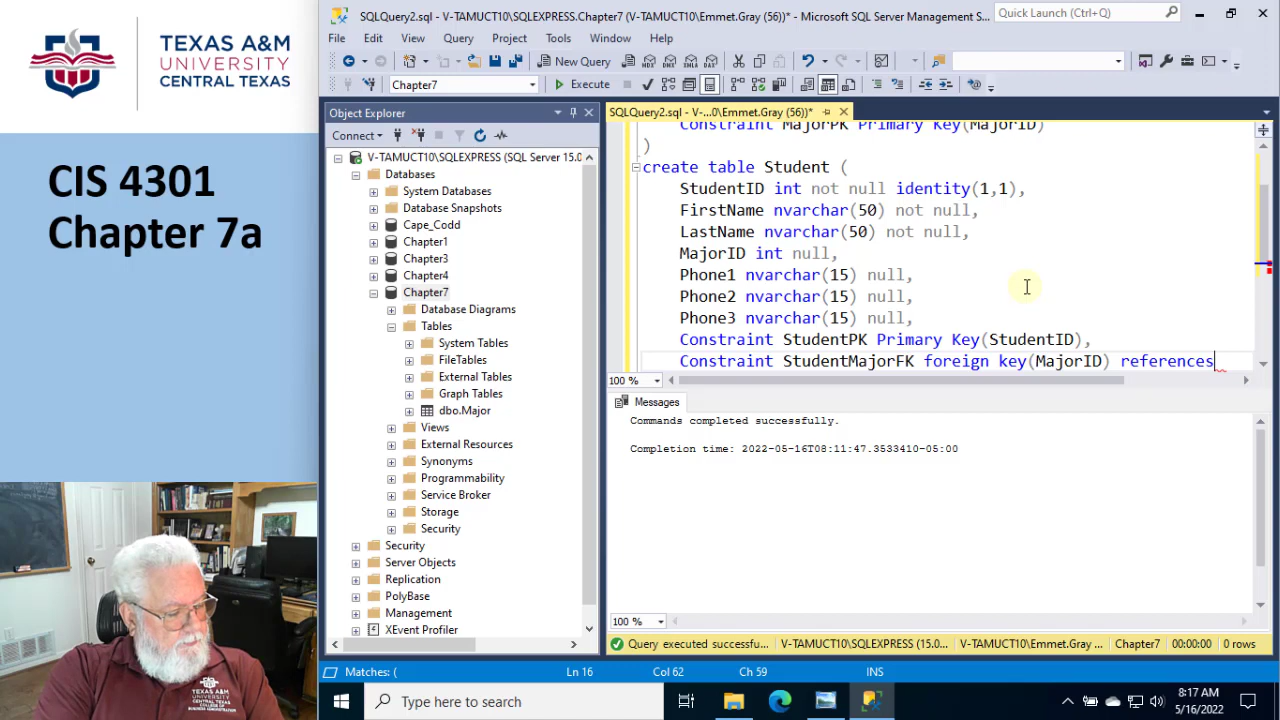 TEXAS A&M
UNIVERSITY
CENTRAL TEXAS
CIS 4301
Chapter 7a
SQLQuery2.sql - V-TAMUCT10\SQLEXPRESS.Chapter7 (V-TAMUCT10\Emmet.Gray (56))* - Microsoft SQL Server Management S...
Quick Launch (Ctrl+Q)
File Edit View Query Project Tools Window Help
New Query
Chapter7
Execute
Object Explorer
Connect
V-TAMUCT10\SQLEXPRESS (SQL Server 15.0
Databases
System Databases
Database Snapshots
Cape_Codd
Chapter1
Chapter3
Chapter4
Chapter7
Database Diagrams
Tables
System Tables
FileTables
External Tables
Graph Tables
dbo.Major
Views
External Resources
Synonyms
Programmability
Service Broker
Storage
Security
Security
Server Objects
Replication
PolyBase
Management
XEvent Profiler
SQLQuery2.sql - V-...0\Emmet.Gray (56))*
Constraint MajorPK Primary Key(MajorID)
)
create table Student (
StudentID int not null identity(1,1),
FirstName nvarchar(50) not null,
LastName nvarchar(50) not null,
MajorID int null,
Phone1 nvarchar(15) null,
Phone2 nvarchar(15) null,
Phone3 nvarchar(15) null,
Constraint StudentPK Primary Key(StudentID),
Constraint StudentMajorFK foreign key(MajorID) references
100 %
Messages
Commands completed successfully.
Completion time: 2022-05-16T08:11:47.3533410-05:00
100 %
Query executed successfu... V-TAMUCT10\SQLEXPRESS (15.0... V-TAMUCT10\Emmet.Gray ... Chapter7 00:00:00 0 rows
Matches: ( Ln 16 Col 62 Ch 59 INS
Type here to search
8:17 AM
5/16/2022
TEXAS A&M
UNIVERSITY
CENTRAL TEXAS